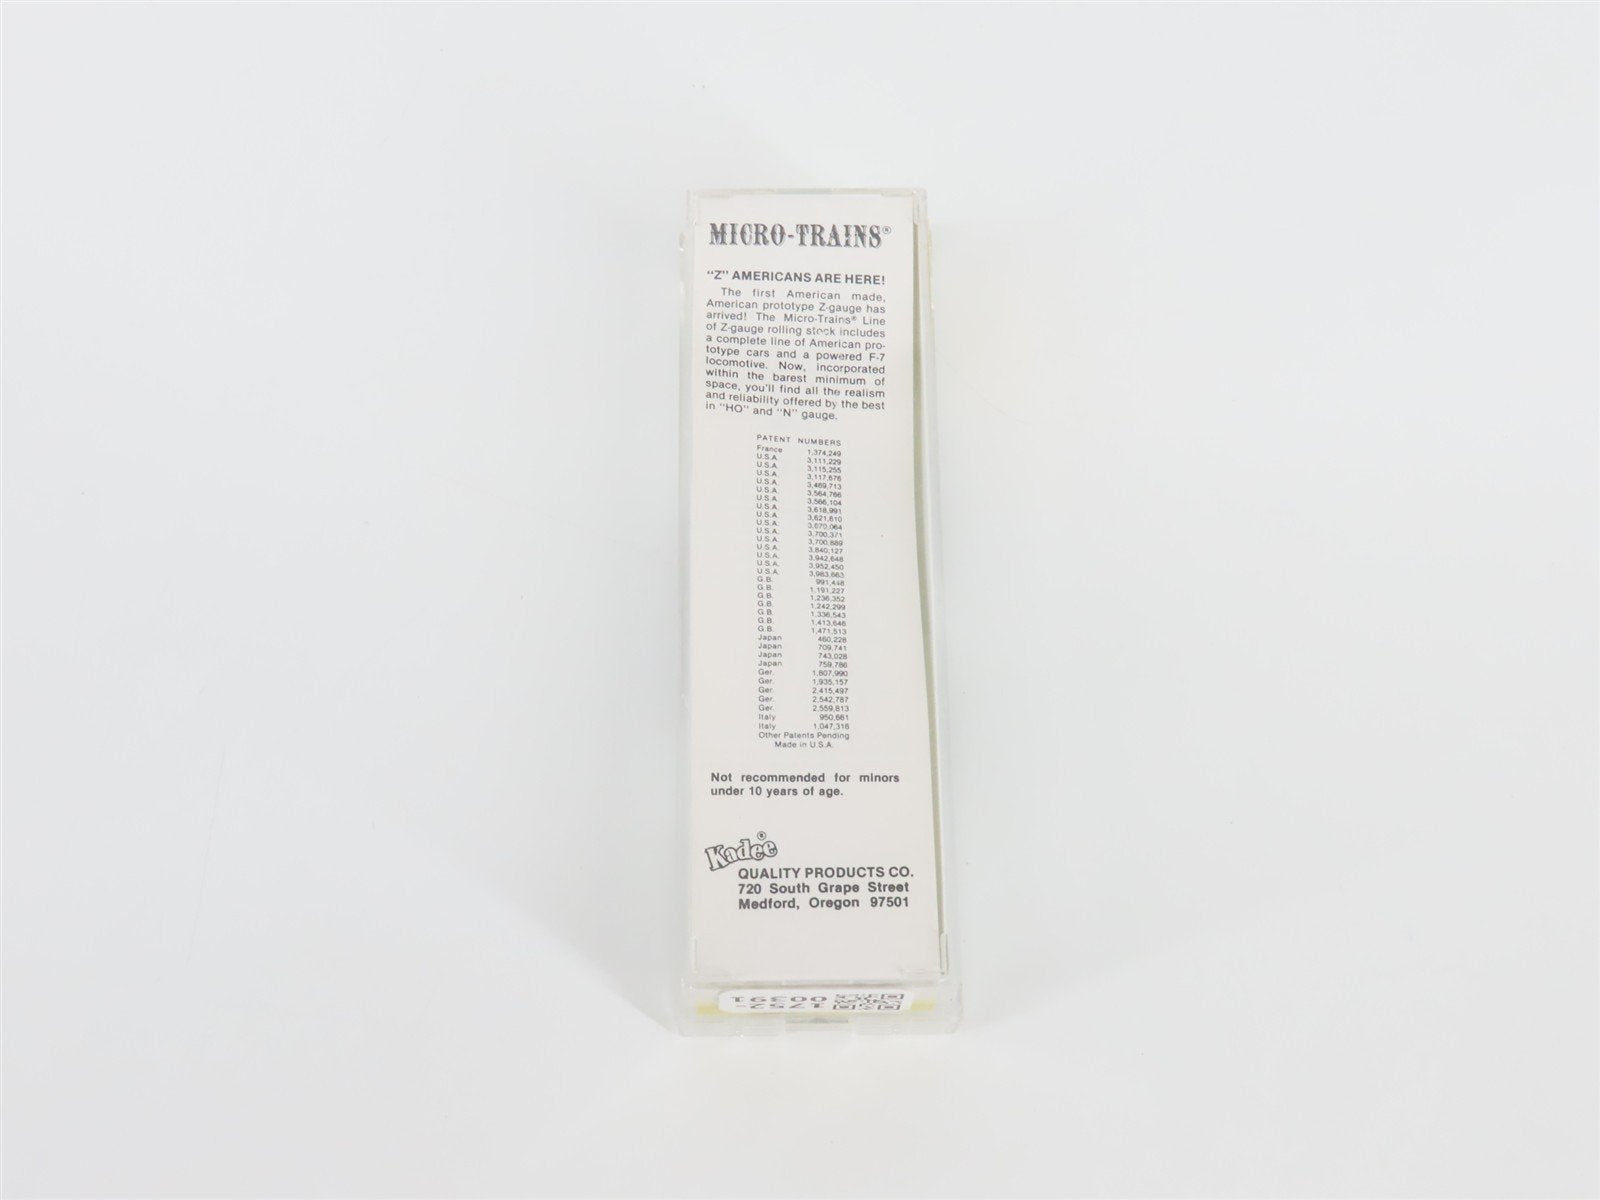 MICRO-TRAINS®
"Z" AMERICANS ARE HERE!
The first American made,
American prototype Z-gauge has
arrived! The Micro-Trains® Line
of Z-gauge rolling stock includes
a complete line of American pro-
totype cars and a powered F-7
locomotive. Now, incorporated
within the barest minimum of
space, you'll find all the realism
and reliability offered by the best
in "HO" and "N" gauge.
PATENT NUMBERS
France 1,374,249
U.S.A. 3,111,229
U.S.A. 3,115,255
U.S.A. 3,117,676
U.S.A. 3,469,713
U.S.A. 3,564,766
U.S.A. 3,566,104
U.S.A. 3,618,991
U.S.A. 3,621,610
U.S.A. 3,670,064
U.S.A. 3,700,371
U.S.A. 3,700,889
U.S.A. 3,840,127
U.S.A. 3,942,648
U.S.A. 3,952,450
U.S.A. 3,983,663
G.B. 991,448
G.B. 1,191,227
G.B. 1,236,352
G.B. 1,242,299
G.B. 1,336,543
G.B. 1,413,646
G.B. 1,471,513
Japan 460,228
Japan 709,741
Japan 743,028
Japan 759,786
Ger. 1,807,990
Ger. 1,935,157
Ger. 2,415,497
Ger. 2,542,787
Ger. 2,559,813
Italy 950,661
Italy 1,047,316
Other Patents Pending
Made in U.S.A.
Not recommended for minors
under 10 years of age.
Kadee®
QUALITY PRODUCTS CO.
720 South Grape Street
Medford, Oregon 97501
1752-
00391